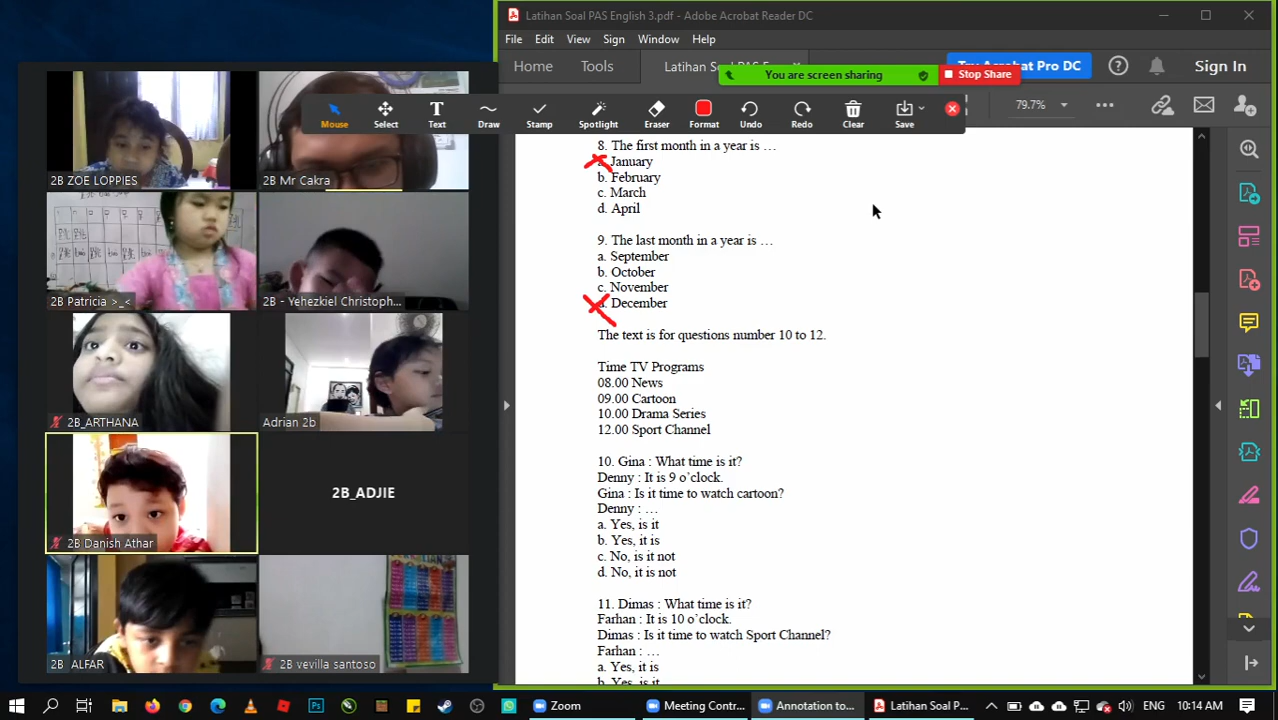 Latihan Soal PAS English 3.pdf - Adobe Acrobat Reader DC
File Edit View Sign Window Help
Home Tools Latihan So
Try Acrobat Pro DC
Sign In
You are screen sharing
Stop Share
Mouse Select Text Draw Stamp Spotlight Eraser Format Undo Redo Clear Save
79.7%
2B ZOE LOPPIES
2B Mr Cakra
2B Patricia >_<
2B - Yehezkiel Christoph...
2B_ARTHANA
Adrian 2b
2B Danish Athar
2B_ADJIE
2B ALFAR
2B vevilla santoso
8. The first month in a year is …
a. January
b. February
c. March
d. April
9. The last month in a year is …
a. September
b. October
c. November
d. December
The text is for questions number 10 to 12.
Time TV Programs
08.00 News
09.00 Cartoon
10.00 Drama Series
12.00 Sport Channel
10. Gina : What time is it?
Denny : It is 9 o’clock.
Gina : Is it time to watch cartoon?
Denny : …
a. Yes, is it
b. Yes, it is
c. No, is it not
d. No, it is not
11. Dimas : What time is it?
Farhan : It is 10 o’clock.
Dimas : Is it time to watch Sport Channel?
Farhan : …
a. Yes, it is
b. Yes, is it
Zoom
Meeting Contr...
Annotation to...
Latihan Soal P...
ENG
10:14 AM